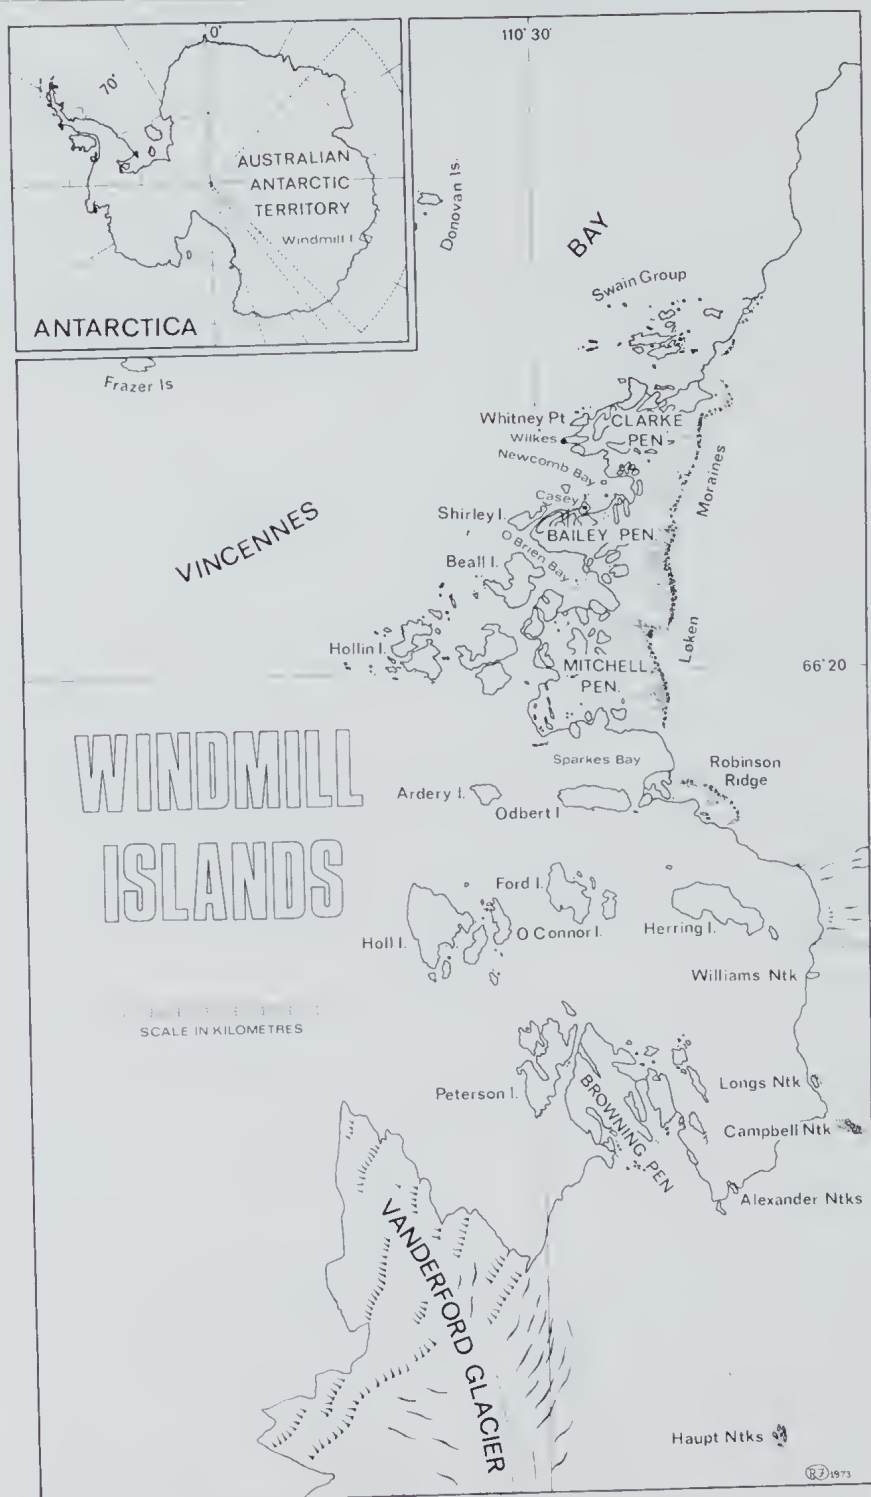 0°
110° 30'
70°
AUSTRALIAN
ANTARCTIC
TERRITORY
Windmill I
ANTARCTICA
Donovan Is.
BAY
Swain Group
Frazer Is
Whitney Pt
CLARKE
PEN
Wilkes
Newcomb Bay
Moraines
Casey
Shirley I.
BAILEY PEN.
O Brien Bay
Beall I.
VINCENNES
Løken
Hollin I.
MITCHELL
PEN.
66°20
WINDMILL
ISLANDS
Sparkes Bay
Robinson
Ridge
Ardery I.
Odbert I
Ford I.
Holl I.
O Connor I.
Herring I.
Williams Ntk
SCALE IN KILOMETRES
Peterson I.
BROWNING PEN
Longs Ntk
Campbell Ntk
Alexander Ntks
VANDERFORD GLACIER
Haupt Ntks
RJ 1973